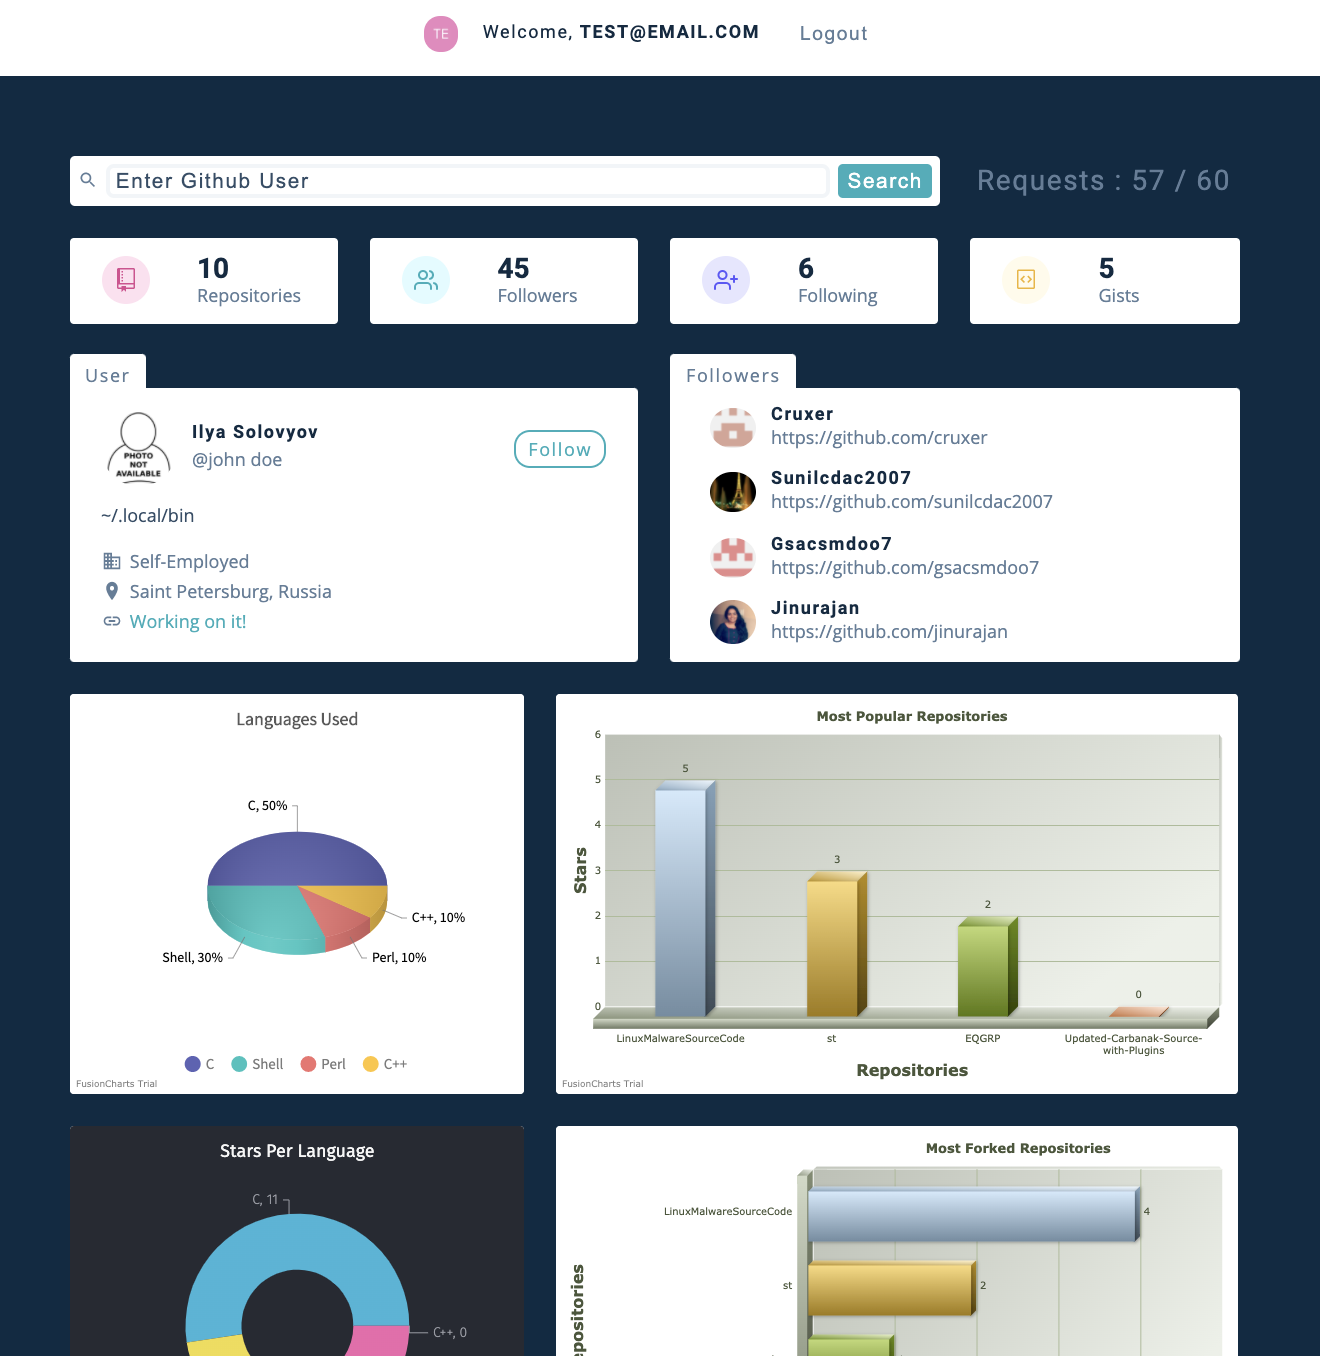 TE
Welcome, TEST@EMAIL.COM
Logout
Enter Github User
Search
Requests : 57 / 60
10
Repositories
45
Followers
6
Following
5
Gists
User
PHOTO
NOT
AVAILABLE
Ilya Solovyov
@john doe
Follow
~/.local/bin
Self-Employed
Saint Petersburg, Russia
Working on it!
Followers
Cruxer
https://github.com/cruxer
Sunilcdac2007
https://github.com/sunilcdac2007
Gsacsmdoo7
https://github.com/gsacsmdoo7
Jinurajan
https://github.com/jinurajan
Languages Used
C, 50%
C++, 10%
Perl, 10%
Shell, 30%
C
Shell
Perl
C++
FusionCharts Trial
Most Popular Repositories
Stars
6
5
4
3
2
1
0
5
3
2
0
LinuxMalwareSourceCode
st
EQGRP
Updated-Carbanak-Source-
with-Plugins
Repositories
FusionCharts Trial
Stars Per Language
C, 11
C++, 0
Most Forked Repositories
LinuxMalwareSourceCode
4
st
2